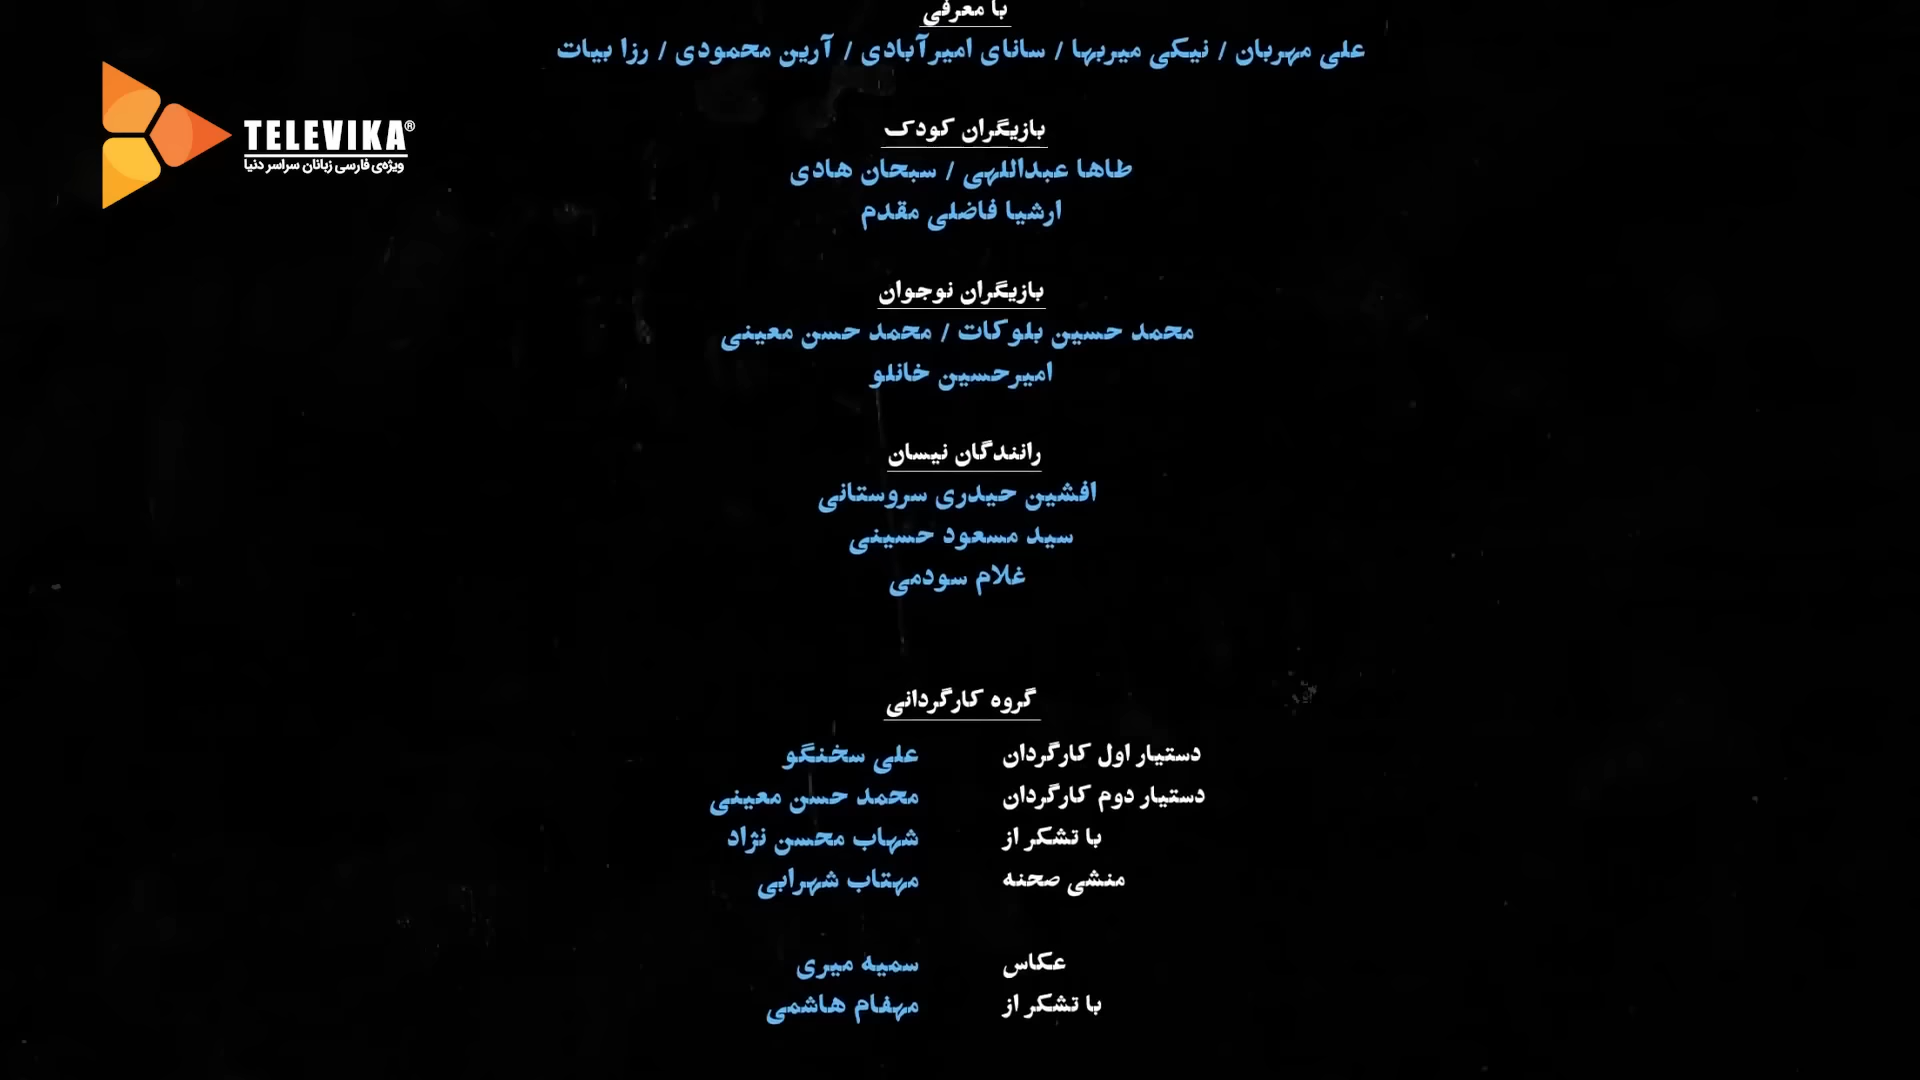 با معرفی
علی مهربان / نیکی میربها / سانای امیرآبادی / آرین محمودی / رزا بیات
TELEVIKA®
ویژه‌ی فارسی زبانان سراسر دنیا
بازیگران کودک
طاها عبداللهی / سبحان هادی
ارشیا فاضلی مقدم
بازیگران نوجوان
محمد حسین بلوکات / محمد حسن معینی
امیرحسین خانلو
رانندگان نیسان
افشین حیدری سروستانی
سید مسعود حسینی
غلام سودمی
گروه کارگردانی
دستیار اول کارگردان علی سخنگو
دستیار دوم کارگردان محمد حسن معینی
با تشکر از شهاب محسن نژاد
منشی صحنه مهتاب شهرابی
عکاس سمیه میری
با تشکر از مهفام هاشمی